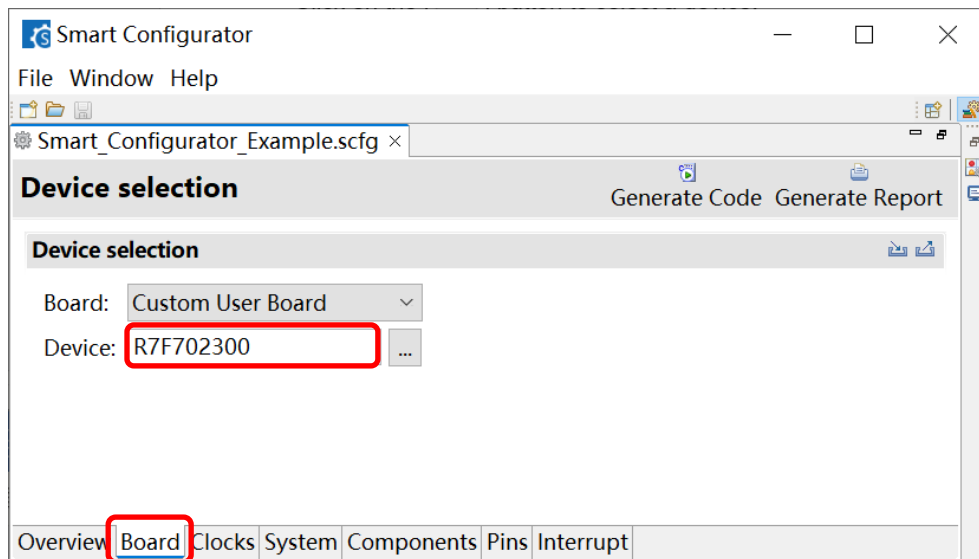 Smart Configurator
File Window Help
Smart_Configurator_Example.scfg
Device selection
Generate Code Generate Report
Device selection
Board: Custom User Board
Device: R7F702300 ...
Overview Board Clocks System Components Pins Interrupt